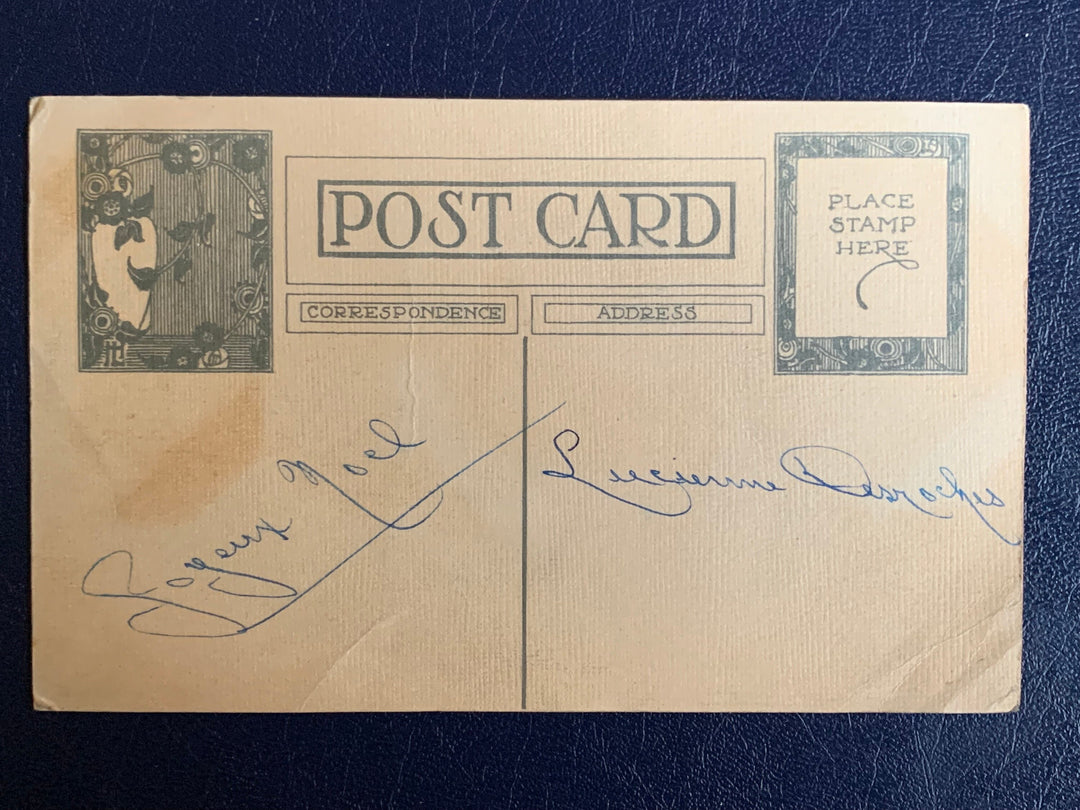 POST CARD
PLACE
STAMP
HERE
CORRESPONDENCE
ADDRESS
Joyeux Noel
Lucienne Desroches